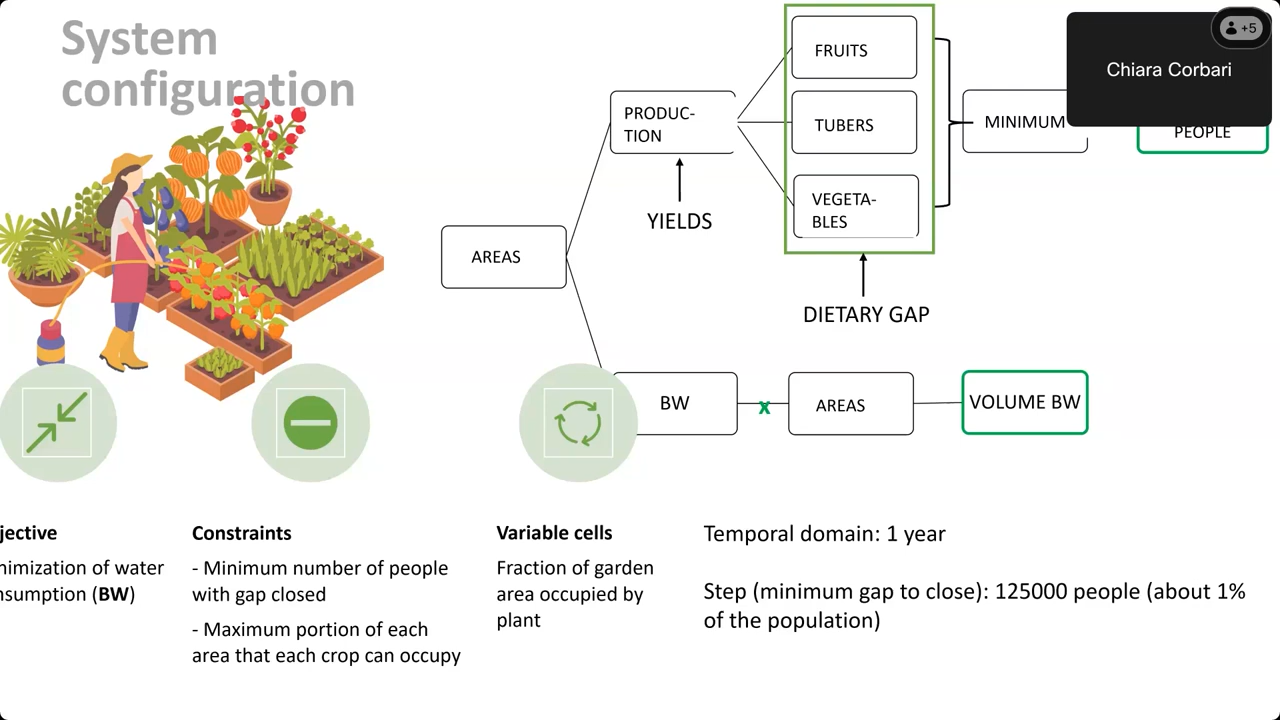 System
configuration
+5
Chiara Corbari
FRUITS
PRODUC-
TION
TUBERS
MINIMUM
PEOPLE
VEGETA-
BLES
YIELDS
AREAS
DIETARY GAP
BW
x
AREAS
VOLUME BW
jective
nimization of water
nsumption (BW)
Constraints
- Minimum number of people
with gap closed
- Maximum portion of each
area that each crop can occupy
Variable cells
Fraction of garden
area occupied by
plant
Temporal domain: 1 year
Step (minimum gap to close): 125000 people (about 1%
of the population)